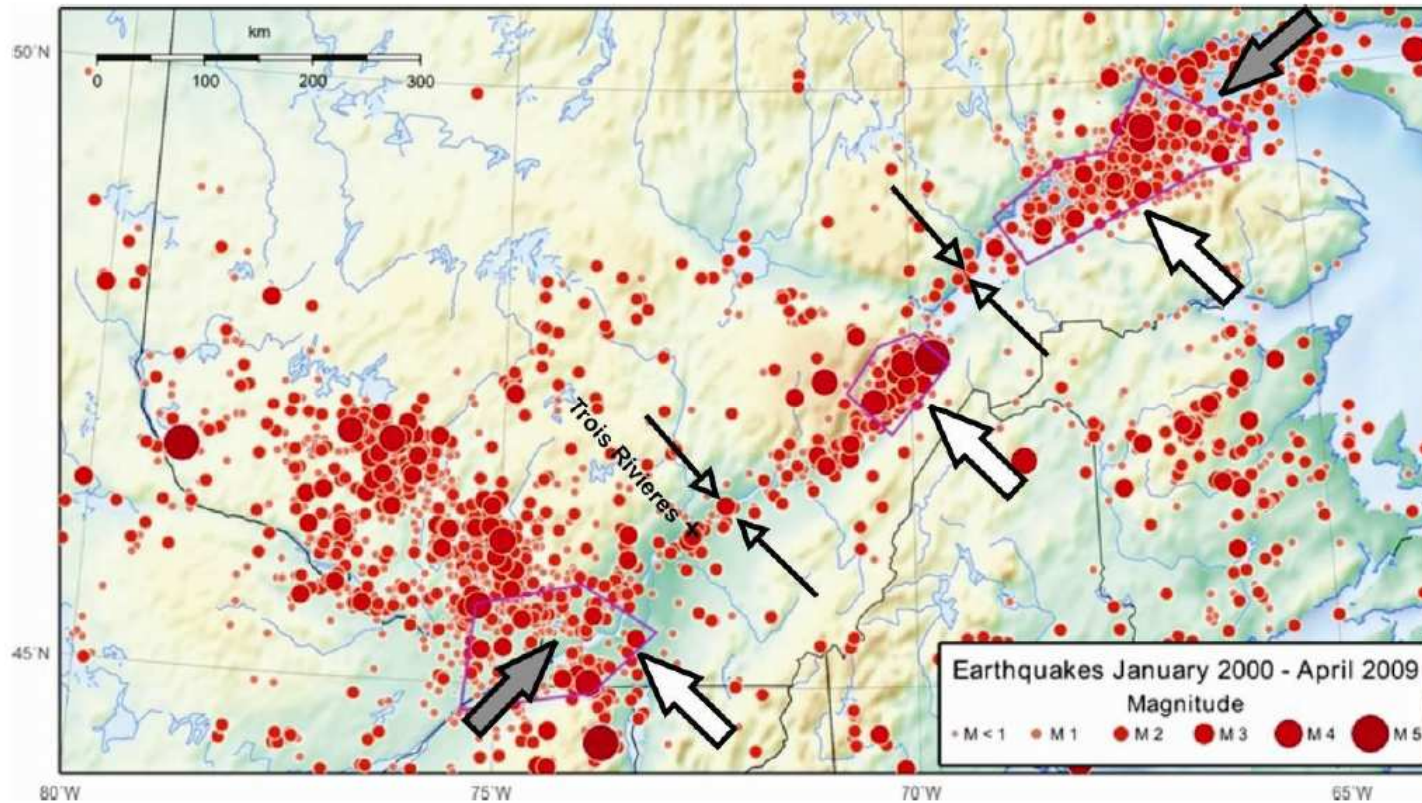 50°N
km
0 100 200 300
Trois Rivieres
45°N
Earthquakes January 2000 - April 2009
Magnitude
M < 1 M 1 M 2 M 3 M 4 M 5
80°W 75°W 70°W 65°W